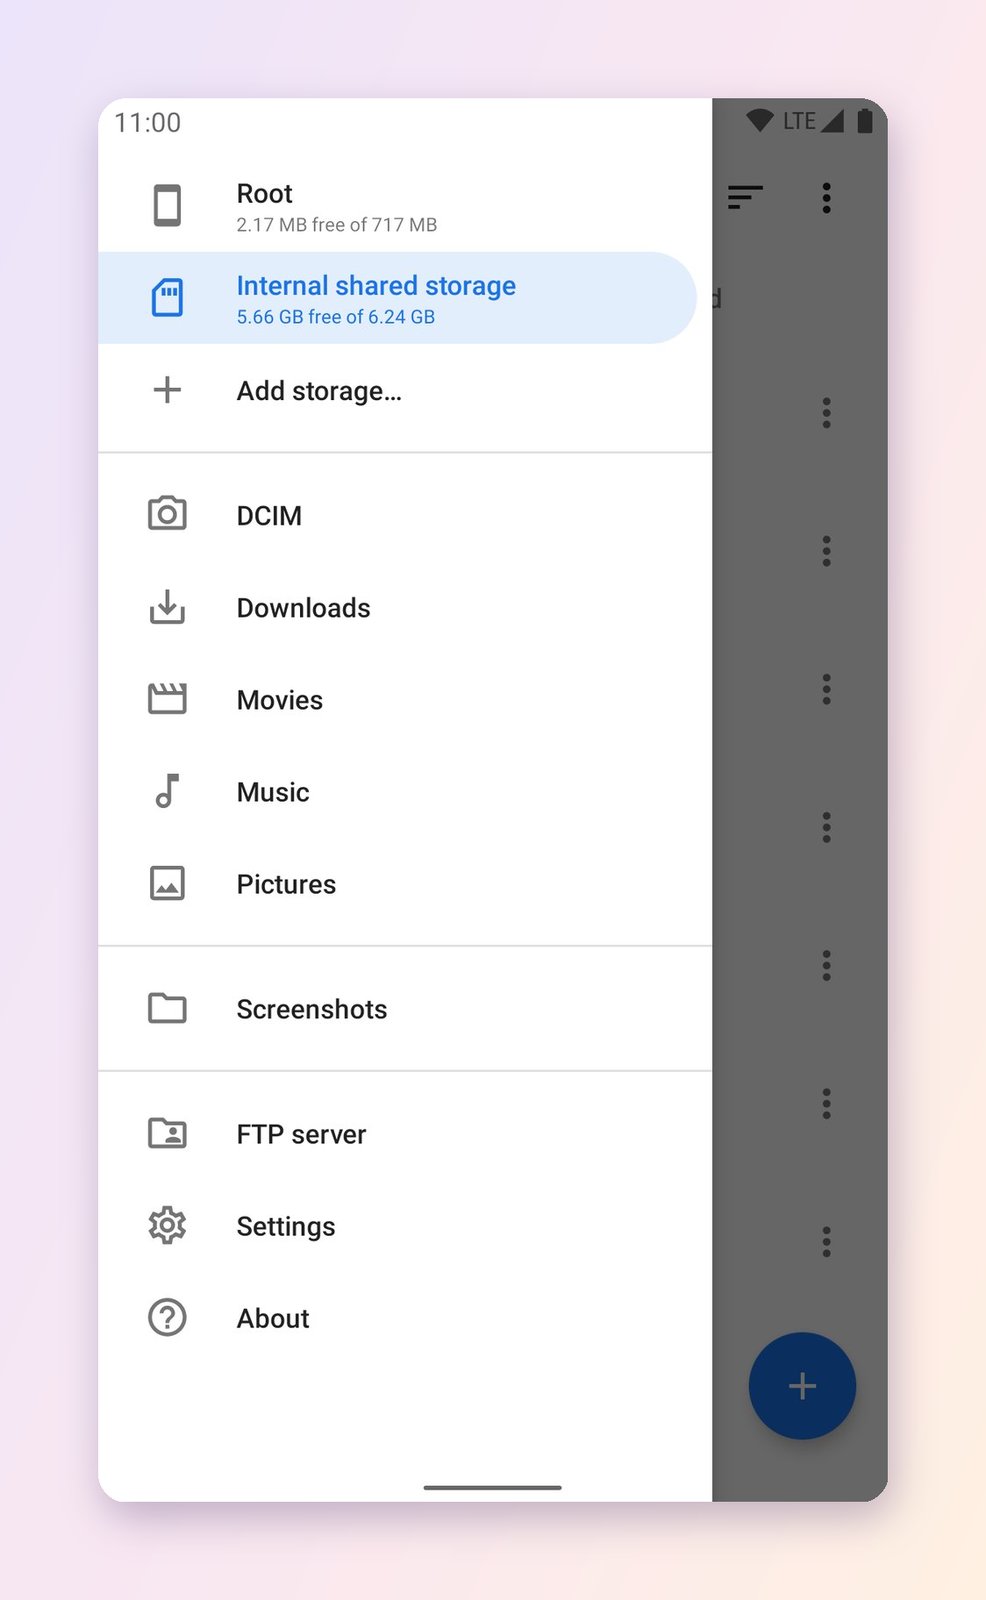 11:00
LTE
Root
2.17 MB free of 717 MB
Internal shared storage
5.66 GB free of 6.24 GB
d
Add storage…
DCIM
Downloads
Movies
Music
Pictures
Screenshots
FTP server
Settings
About